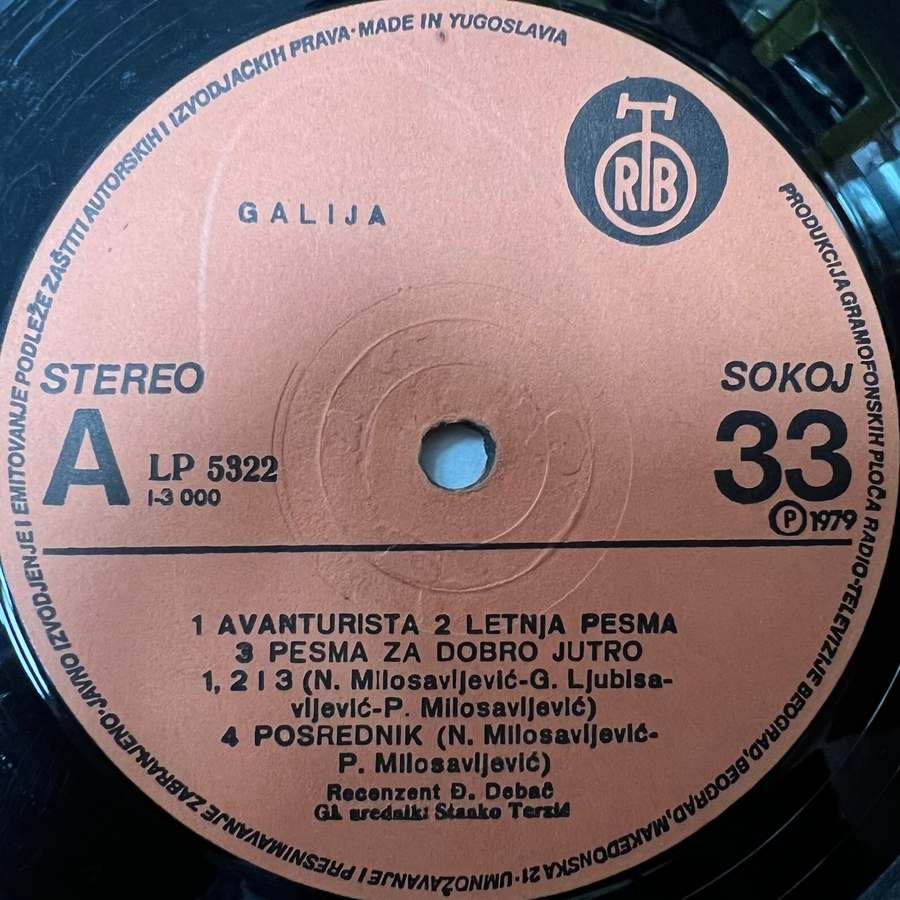 PRODUKCIJA GRAMOFONSKIH PLOČA RADIO-TELEVIZIJE BEOGRAD, BEOGRAD, MAKEDONSKA 21 · UMNOŽAVANJE I PRESNIMAVANJE ZABRANJENO · JAVNO IZVODJENJE I EMITOVANJE PODLEŽE ZAŠTITI AUTORSKIH I IZVODJAČKIH PRAVA · MADE IN YUGOSLAVIA
RTB
GALIJA
STEREO
SOKOJ
A
LP 5322
I-3 000
33
Ⓟ 1979
1 AVANTURISTA 2 LETNJA PESMA
3 PESMA ZA DOBRO JUTRO
1, 2 I 3 (N. Milosavljević-G. Ljubisa-
vljević-P. Milosavljević)
4 POSREDNIK (N. Milosavljević-
P. Milosavljević)
Recenzent Đ. Debač
Gl. urednik: Stanko Terzić